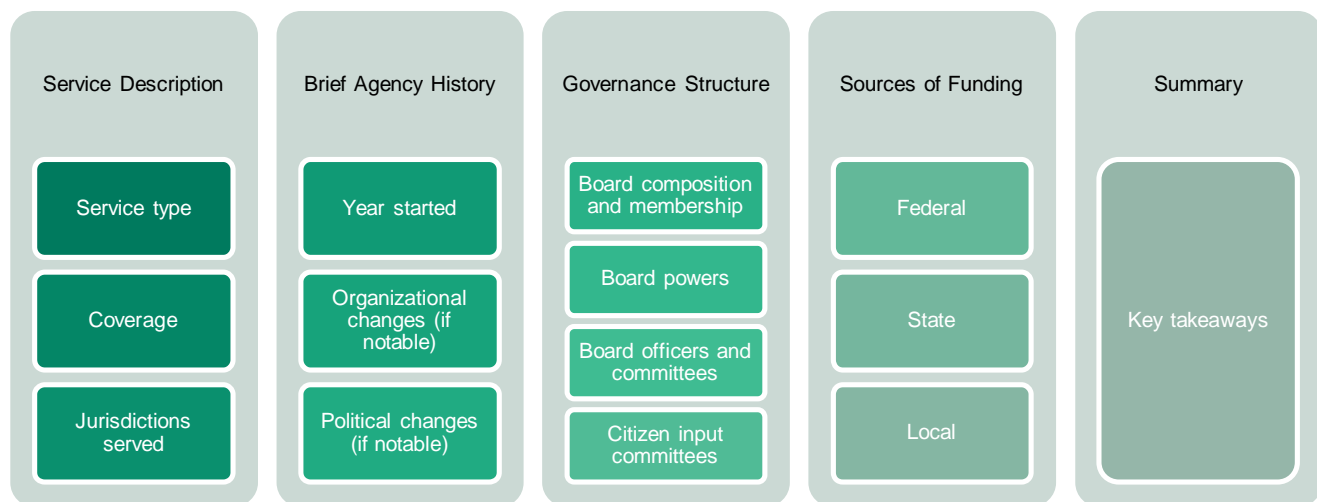 Service Description
Service type
Coverage
Jurisdictions
served
Brief Agency History
Year started
Organizational
changes (if
notable)
Political changes
(if notable)
Governance Structure
Board composition
and membership
Board powers
Board officers and
committees
Citizen input
committees
Sources of Funding
Federal
State
Local
Summary
Key takeaways